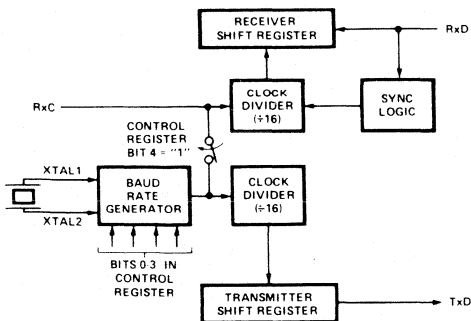 RECEIVER
SHIFT REGISTER
RxD
RxC
CLOCK
DIVIDER
(÷16)
SYNC
LOGIC
CONTROL
REGISTER
BIT 4 = "1"
XTAL1
XTAL2
BAUD
RATE
GENERATOR
CLOCK
DIVIDER
(÷16)
BITS 0-3 IN
CONTROL
REGISTER
TRANSMITTER
SHIFT REGISTER
TxD